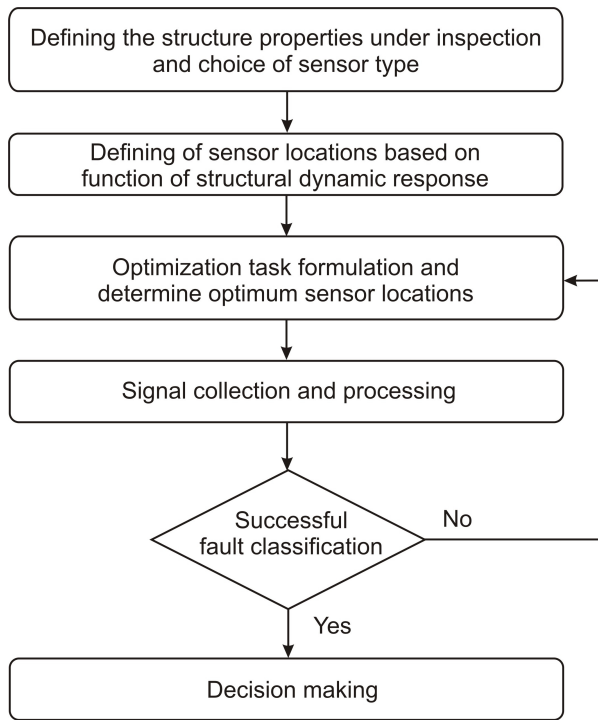 Defining the structure properties under inspection
and choice of sensor type
Defining of sensor locations based on
function of structural dynamic response
Optimization task formulation and
determine optimum sensor locations
Signal collection and processing
Successful
fault classification
No
Yes
Decision making